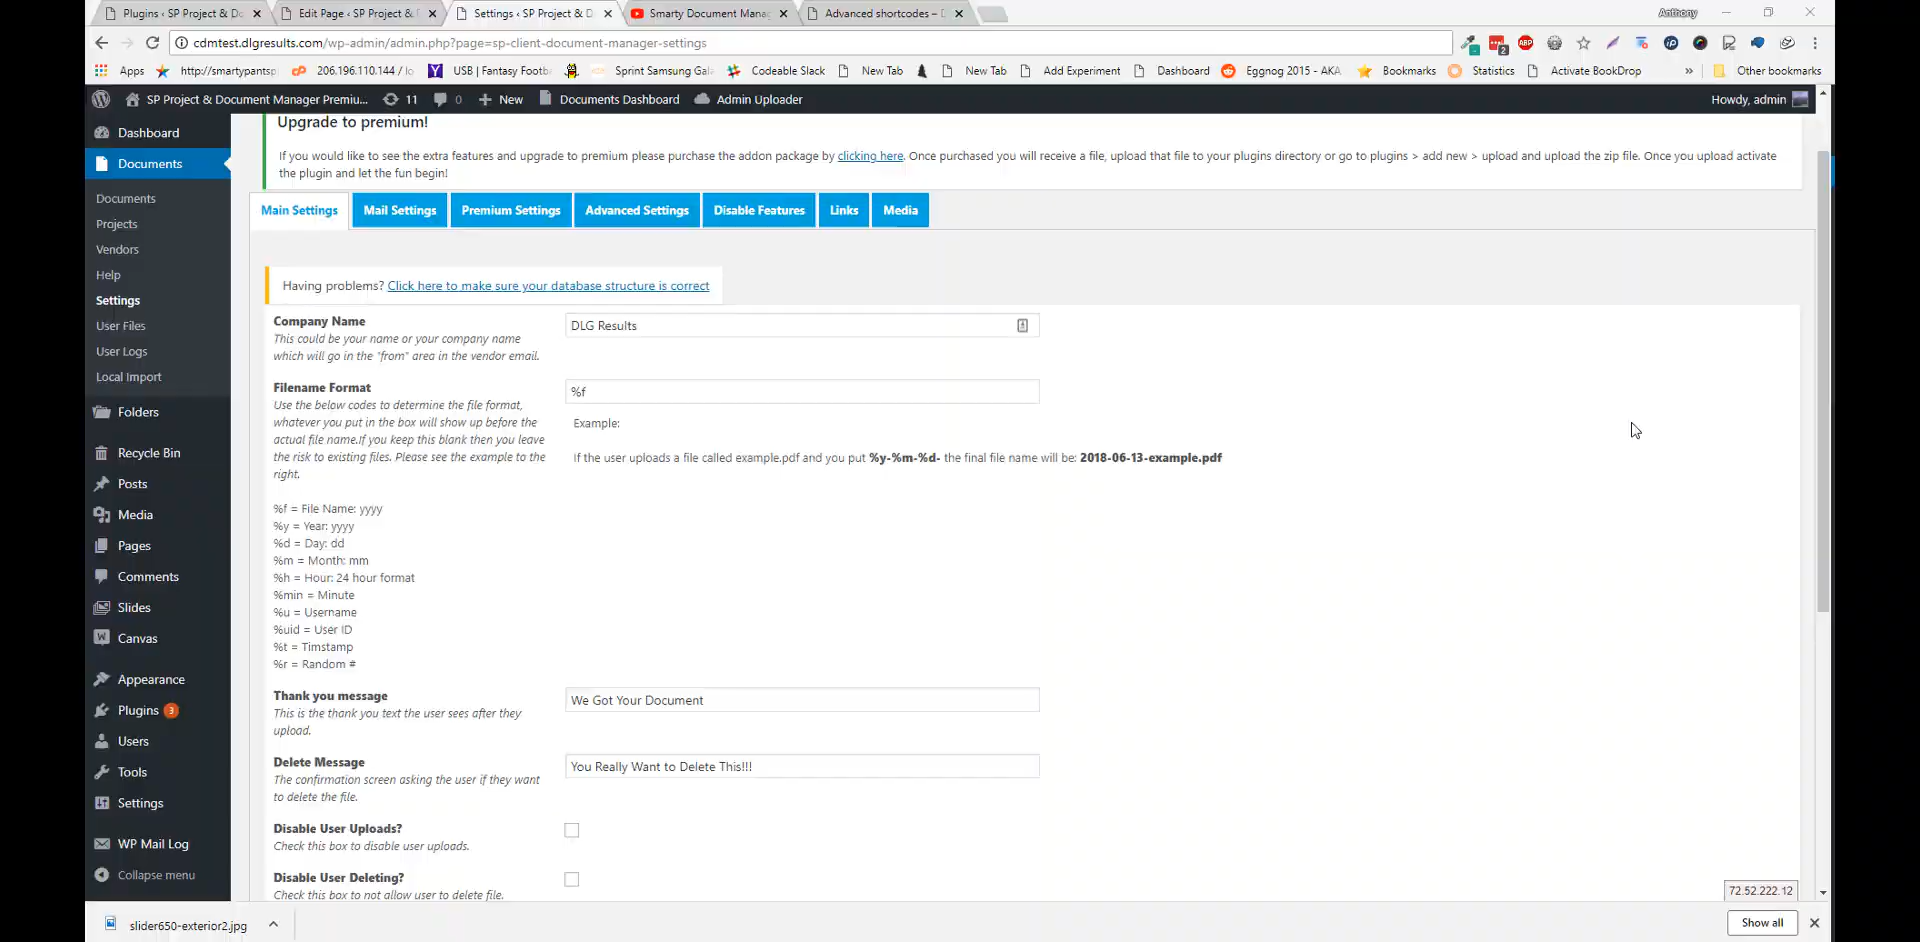 Plugins ‹ SP Project & Do
Edit Page ‹ SP Project &
Settings ‹ SP Project & D
Smarty Document Mana
Advanced shortcodes –
Anthony
cdmtest.dlgresults.com/wp-admin/admin.php?page=sp-client-document-manager-settings
2
ABP
Apps
http://smartypantsp
206.196.110.144 / lo
USB | Fantasy Footb
Sprint Samsung Gal
Codeable Slack
New Tab
New Tab
Add Experiment
Dashboard
Eggnog 2015 - AKA
Bookmarks
Statistics
Activate BookDrop
»
Other bookmarks
SP Project & Document Manager Premiu...
11
0
New
Documents Dashboard
Admin Uploader
Howdy, admin
Dashboard
Documents
Documents
Projects
Vendors
Help
Settings
User Files
User Logs
Local Import
Folders
Recycle Bin
Posts
Media
Pages
Comments
Slides
Canvas
Appearance
Plugins 3
Users
Tools
Settings
WP Mail Log
Collapse menu
Upgrade to premium!
If you would like to see the extra features and upgrade to premium please purchase the addon package by clicking here. Once purchased you will receive a file, upload that file to your plugins directory or go to plugins > add new > upload and upload the zip file. Once you upload activate
the plugin and let the fun begin!
Main Settings
Mail Settings
Premium Settings
Advanced Settings
Disable Features
Links
Media
Having problems? Click here to make sure your database structure is correct
Company Name
This could be your name or your company name
which will go in the "from" area in the vendor email.
DLG Results
Filename Format
Use the below codes to determine the file format,
whatever you put in the box will show up before the
actual file name.If you keep this blank then you leave
the risk to existing files. Please see the example to the
right.
%f
Example:
If the user uploads a file called example.pdf and you put %y-%m-%d- the final file name will be: 2018-06-13-example.pdf
%f = File Name: yyyy
%y = Year: yyyy
%d = Day: dd
%m = Month: mm
%h = Hour: 24 hour format
%min = Minute
%u = Username
%uid = User ID
%t = Timstamp
%r = Random #
Thank you message
This is the thank you text the user sees after they
upload.
We Got Your Document
Delete Message
The confirmation screen asking the user if they want
to delete the file.
You Really Want to Delete This!!!
Disable User Uploads?
Check this box to disable user uploads.
Disable User Deleting?
Check this box to not allow user to delete file.
72.52.222.12
slider650-exterior2.jpg
Show all